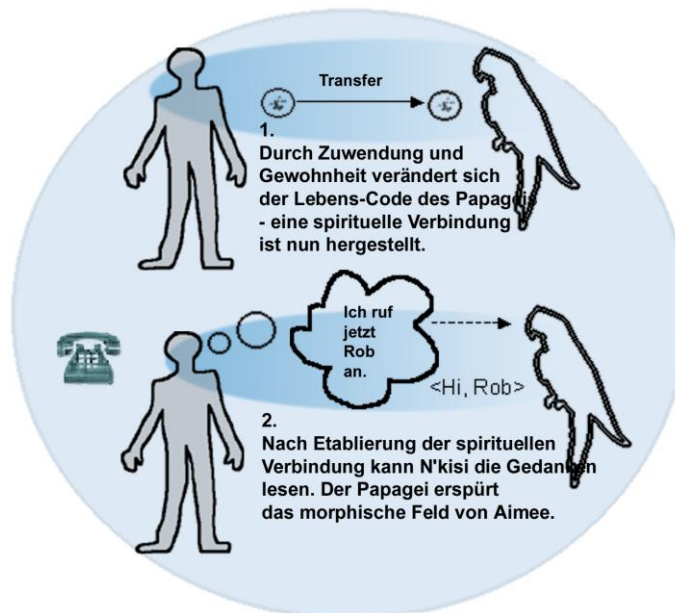 Transfer
1.
Durch Zuwendung und
Gewohnheit verändert sich
der Lebens-Code des Papageis
- eine spirituelle Verbindung
ist nun hergestellt.
Ich ruf
jetzt
Rob
an.
<Hi, Rob>
2.
Nach Etablierung der spirituellen
Verbindung kann N'kisi die Gedanken
lesen. Der Papagei erspürt
das morphische Feld von Aimee.